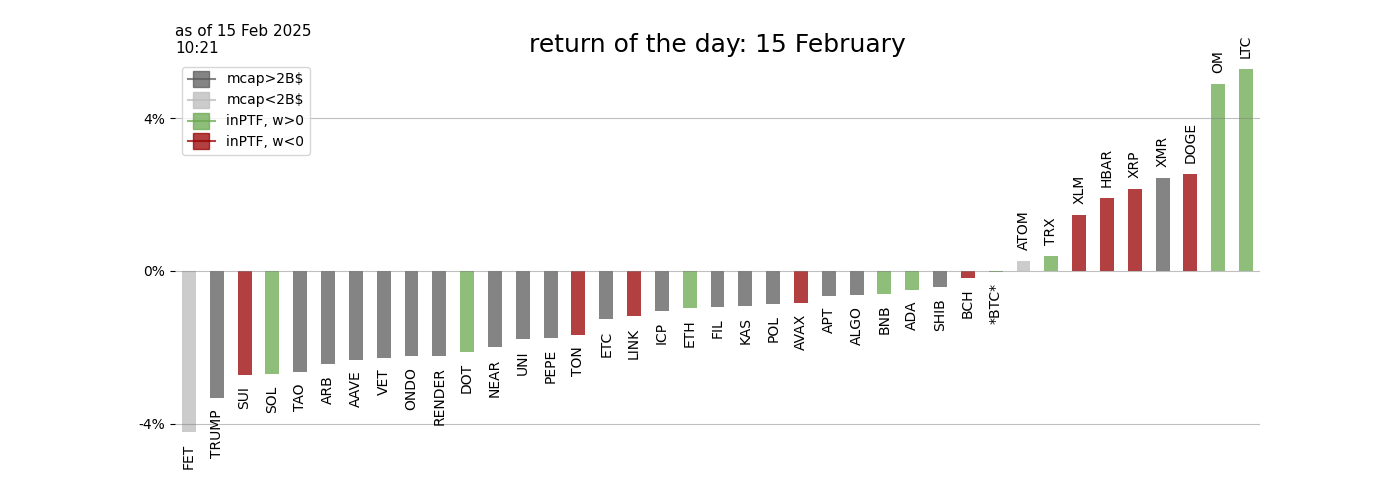 as of 15 Feb 2025
10:21
return of the day: 15 February
mcap>2B$
mcap<2B$
inPTF, w>0
inPTF, w<0
4%
0%
-4%
FET
TRUMP
SUI
SOL
TAO
ARB
AAVE
VET
ONDO
RENDER
DOT
NEAR
UNI
PEPE
TON
ETC
LINK
ICP
ETH
FIL
KAS
POL
AVAX
APT
ALGO
BNB
ADA
SHIB
BCH
*BTC*
ATOM
TRX
XLM
HBAR
XRP
XMR
DOGE
OM
LTC